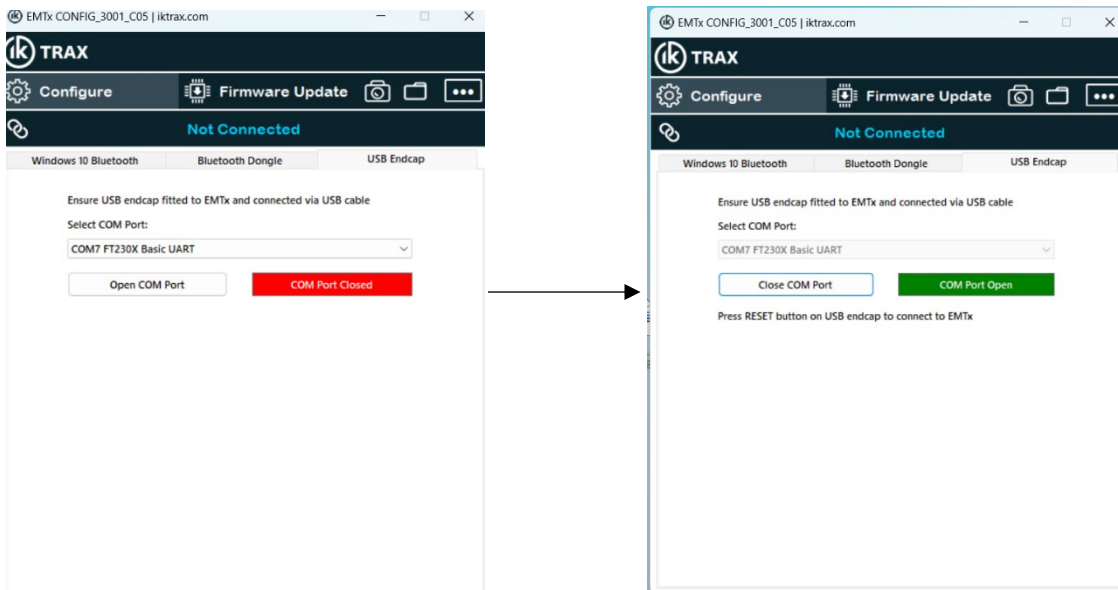 EMTx CONFIG_3001_C05 | iktrax.com
ik TRAX
Configure Firmware Update
Not Connected
Windows 10 Bluetooth Bluetooth Dongle USB Endcap
Ensure USB endcap fitted to EMTx and connected via USB cable
Select COM Port:
COM7 FT230X Basic UART
Open COM Port COM Port Closed
EMTx CONFIG_3001_C05 | iktrax.com
ik TRAX
Configure Firmware Update
Not Connected
Windows 10 Bluetooth Bluetooth Dongle USB Endcap
Ensure USB endcap fitted to EMTx and connected via USB cable
Select COM Port:
COM7 FT230X Basic UART
Close COM Port COM Port Open
Press RESET button on USB endcap to connect to EMTx